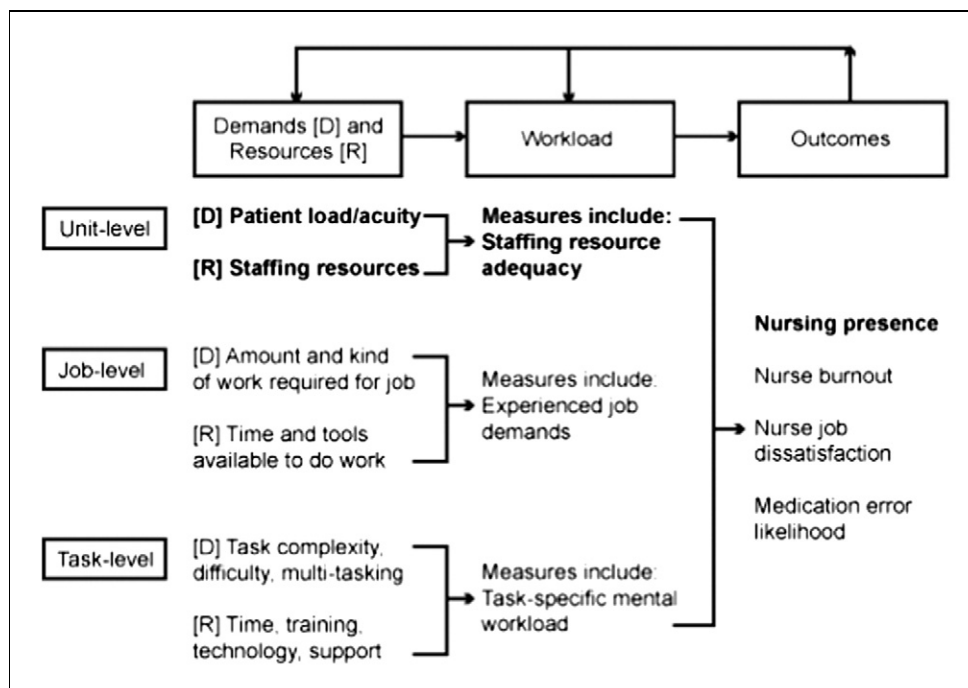 Demands [D] and
Resources [R]
Workload
Outcomes
Unit-level
[D] Patient load/acuity
[R] Staffing resources
Measures include:
Staffing resource
adequacy
Job-level
[D] Amount and kind
of work required for job
[R] Time and tools
available to do work
Measures include:
Experienced job
demands
Task-level
[D] Task complexity,
difficulty, multi-tasking
[R] Time, training,
technology, support
Measures include:
Task-specific mental
workload
Nursing presence
Nurse burnout
Nurse job
dissatisfaction
Medication error
likelihood